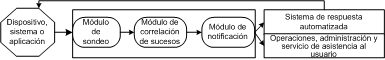 Dispositivo,
sistema o
aplicación
Módulo
de
sondeo
Módulo de
correlación
de sucesos
Módulo de
notificación
Sistema de respuesta
automatizada
Operaciones, administración y
servicio de asistencia al
usuario